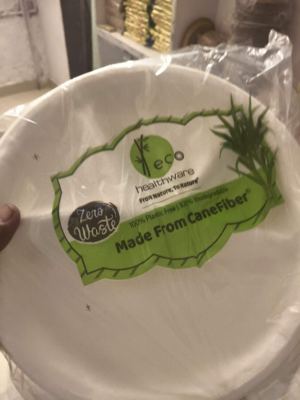 eco
healthware
From Nature, To Nature
Zero
Waste
100% Plastic Free | 100% Biodegradable
Made From CaneFiber®